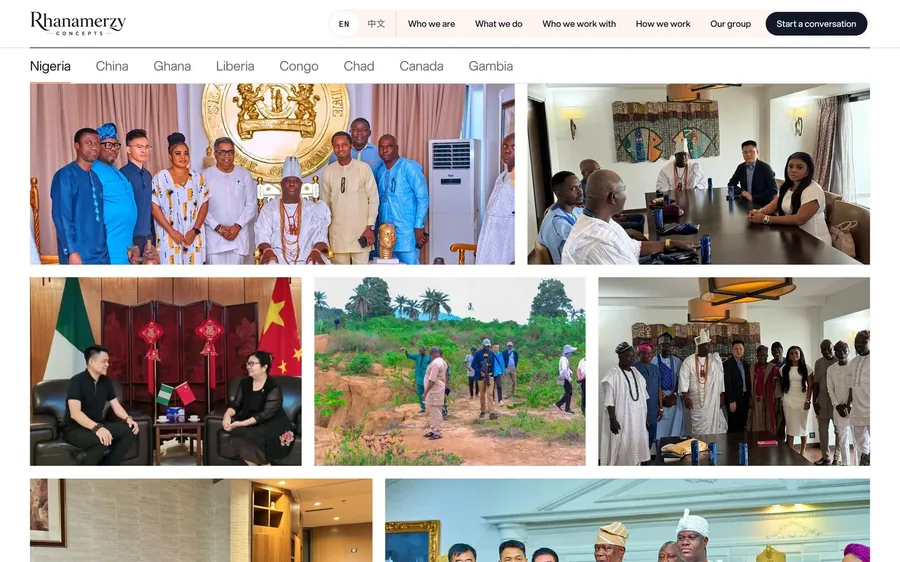 Rhanamerzy
CONCEPTS
EN 中文 Who we are What we do Who we work with How we work Our group Start a conversation
Nigeria China Ghana Liberia Congo Chad Canada Gambia